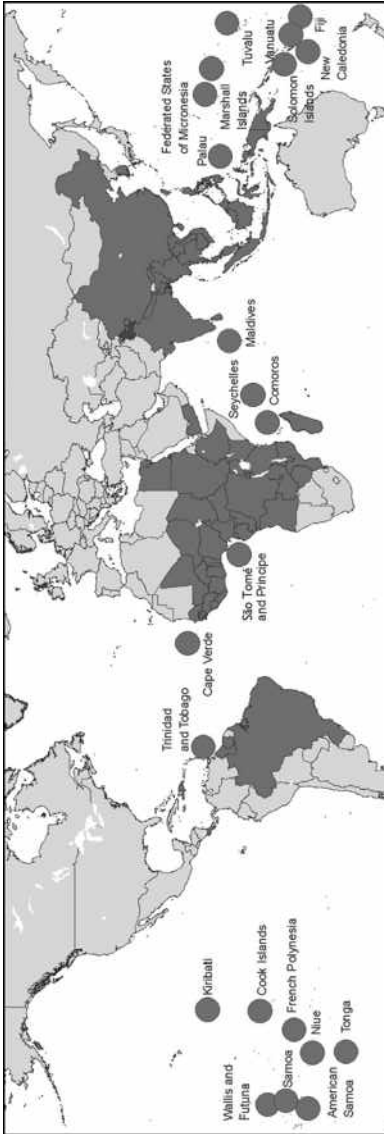 Kiribati
Cook Islands
French Polynesia
Wallis and
Futuna
Samoa
Niue
American
Samoa
Tonga
Trinidad
and Tobago
Cape Verde
São Tomé
and Príncipe
Seychelles
Comoros
Maldives
Palau
Federated States
of Micronesia
Marshall
Islands
Tuvalu
Solomon
Islands
Vanuatu
New
Caledonia
Fiji